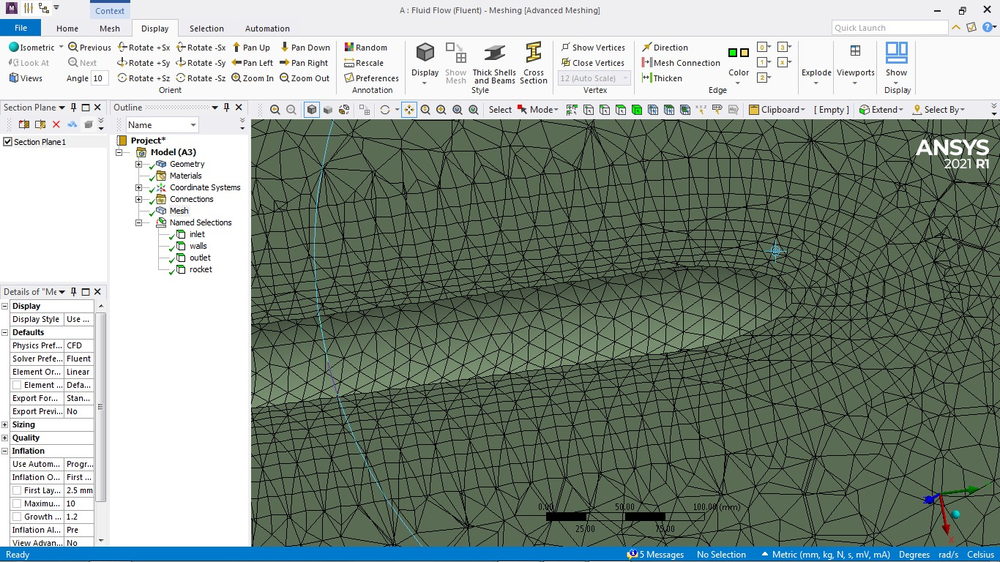 Context
A : Fluid Flow (Fluent) - Meshing [Advanced Meshing]
File Home Mesh Display Selection Automation Quick Launch
Isometric Previous Rotate +Sx Rotate -Sx Pan Up Pan Down Random Show Vertices Direction 0 3
Look At Next Rotate +Sy Rotate -Sy Pan Left Pan Right Rescale Close Vertices Mesh Connection 1 x
Views Angle 10 Rotate +Sz Rotate -Sz Zoom In Zoom Out Preferences 12 (Auto Scale) Thicken 2
Display Show Mesh Thick Shells and Beams Cross Section Color Explode Viewports Show
Orient Annotation Style Vertex Edge Display
Section Plane Outline Select Mode Clipboard [ Empty ] Extend Select By
Name
Section Plane1
Project*
Model (A3)
Geometry
Materials
Coordinate Systems
Connections
Mesh
Named Selections
inlet
walls
outlet
rocket
ANSYS
2021 R1
Details of "Me
Display
Display Style Use ...
Defaults
Physics Pref... CFD
Solver Prefe... Fluent
Element Or... Linear
Element ... Defa...
Export For... Stan...
Export Previ... No
Sizing
Quality
Inflation
Use Autom... Progr...
Inflation O... First ...
First Lay... 2.5 mm
Maximu... 10
Growth ... 1.2
Inflation Al... Pre
View Advan... No
0.00 50.00 100.00 (mm)
25.00 75.00
X
Ready 5 Messages No Selection Metric (mm, kg, N, s, mV, mA) Degrees rad/s Celsius